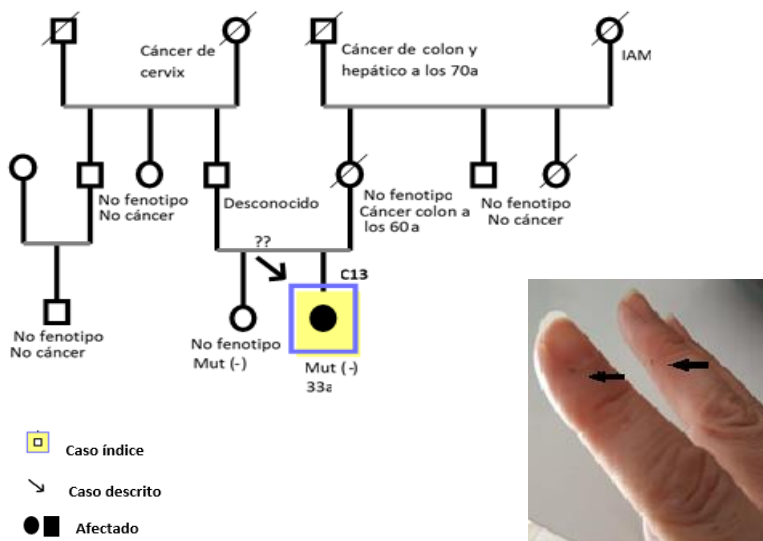 Cáncer de
cervix
Cáncer de colon y
hepático a los 70a
IAM
No fenotipo
No cáncer
Desconocido
No fenotipo
Cáncer colon a
los 60a
No fenotipo
No cáncer
??
C13
No fenotipo
No cáncer
No fenotipo
Mut (-)
Mut (-)
33a
Caso índice
Caso descrito
Afectado